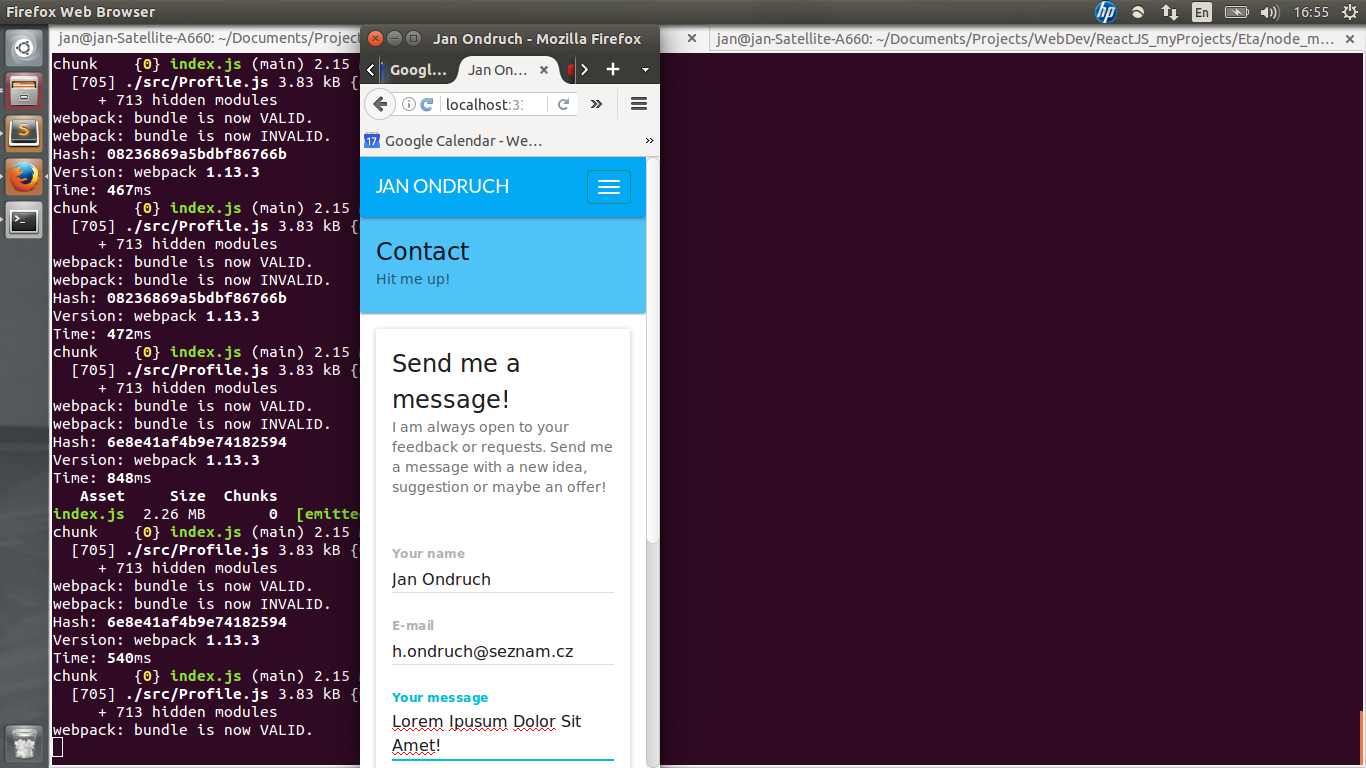 Firefox Web Browser
hp
En
16:55
jan@jan-Satellite-A660: ~/Documents/Projec
jan@jan-Satellite-A660: ~/Documents/Projects/WebDev/ReactJS_myProjects/Eta/node_m...
chunk    {0} index.js (main) 2.15
[705] ./src/Profile.js 3.83 kB {
+ 713 hidden modules
webpack: bundle is now VALID.
webpack: bundle is now INVALID.
Hash: 08236869a5bdbf86766b
Version: webpack 1.13.3
Time: 467ms
chunk    {0} index.js (main) 2.15
[705] ./src/Profile.js 3.83 kB {
+ 713 hidden modules
webpack: bundle is now VALID.
webpack: bundle is now INVALID.
Hash: 08236869a5bdbf86766b
Version: webpack 1.13.3
Time: 472ms
chunk    {0} index.js (main) 2.15
[705] ./src/Profile.js 3.83 kB {
+ 713 hidden modules
webpack: bundle is now VALID.
webpack: bundle is now INVALID.
Hash: 6e8e41af4b9e74182594
Version: webpack 1.13.3
Time: 848ms
Asset     Size  Chunks
index.js  2.26 MB       0  [emitte
chunk    {0} index.js (main) 2.15
[705] ./src/Profile.js 3.83 kB {
+ 713 hidden modules
webpack: bundle is now VALID.
webpack: bundle is now INVALID.
Hash: 6e8e41af4b9e74182594
Version: webpack 1.13.3
Time: 540ms
chunk    {0} index.js (main) 2.15
[705] ./src/Profile.js 3.83 kB {
+ 713 hidden modules
webpack: bundle is now VALID.
Jan Ondruch - Mozilla Firefox
Googl...
Jan On...
localhost:3
17
Google Calendar - We...
JAN ONDRUCH
Contact
Hit me up!
Send me a
message!
I am always open to your
feedback or requests. Send me
a message with a new idea,
suggestion or maybe an offer!
Your name
Jan Ondruch
E-mail
h.ondruch@seznam.cz
Your message
Lorem Ipusum Dolor Sit
Amet!